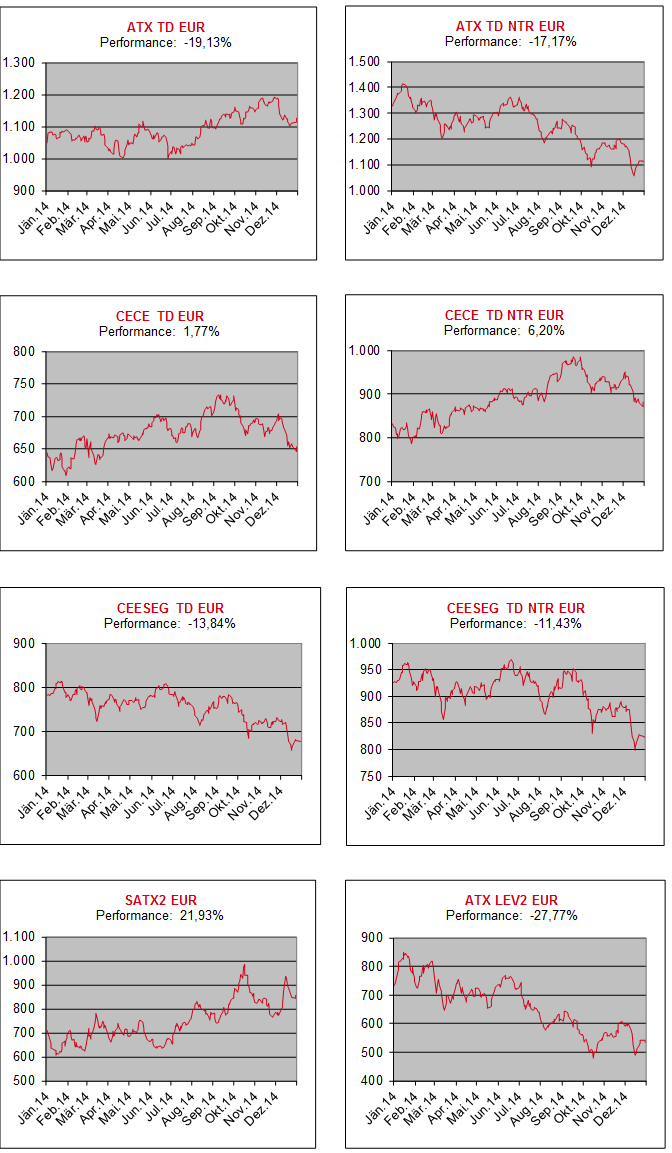 ATX TD EUR
Performance: -19,13%
1.300
1.200
1.100
1.000
900
Jän.14
Feb.14
Mär.14
Apr.14
Mai.14
Jun.14
Jul.14
Aug.14
Sep.14
Okt.14
Nov.14
Dez.14
ATX TD NTR EUR
Performance: -17,17%
1.500
1.400
1.300
1.200
1.100
1.000
Jän.14
Feb.14
Mär.14
Apr.14
Mai.14
Jun.14
Jul.14
Aug.14
Sep.14
Okt.14
Nov.14
Dez.14
CECE TD EUR
Performance: 1,77%
800
750
700
650
600
Jän.14
Feb.14
Mär.14
Apr.14
Mai.14
Jun.14
Jul.14
Aug.14
Sep.14
Okt.14
Nov.14
Dez.14
CECE TD NTR EUR
Performance: 6,20%
1.000
900
800
700
Jän.14
Feb.14
Mär.14
Apr.14
Mai.14
Jun.14
Jul.14
Aug.14
Sep.14
Okt.14
Nov.14
Dez.14
CEESEG TD EUR
Performance: -13,84%
900
800
700
600
Jän.14
Feb.14
Mär.14
Apr.14
Mai.14
Jun.14
Jul.14
Aug.14
Sep.14
Okt.14
Nov.14
Dez.14
CEESEG TD NTR EUR
Performance: -11,43%
1.000
950
900
850
800
750
Jän.14
Feb.14
Mär.14
Apr.14
Mai.14
Jun.14
Jul.14
Aug.14
Sep.14
Okt.14
Nov.14
Dez.14
SATX2 EUR
Performance: 21,93%
1.100
1.000
900
800
700
600
500
Jän.14
Feb.14
Mär.14
Apr.14
Mai.14
Jun.14
Jul.14
Aug.14
Sep.14
Okt.14
Nov.14
Dez.14
ATX LEV2 EUR
Performance: -27,77%
900
800
700
600
500
400
Jän.14
Feb.14
Mär.14
Apr.14
Mai.14
Jun.14
Jul.14
Aug.14
Sep.14
Okt.14
Nov.14
Dez.14